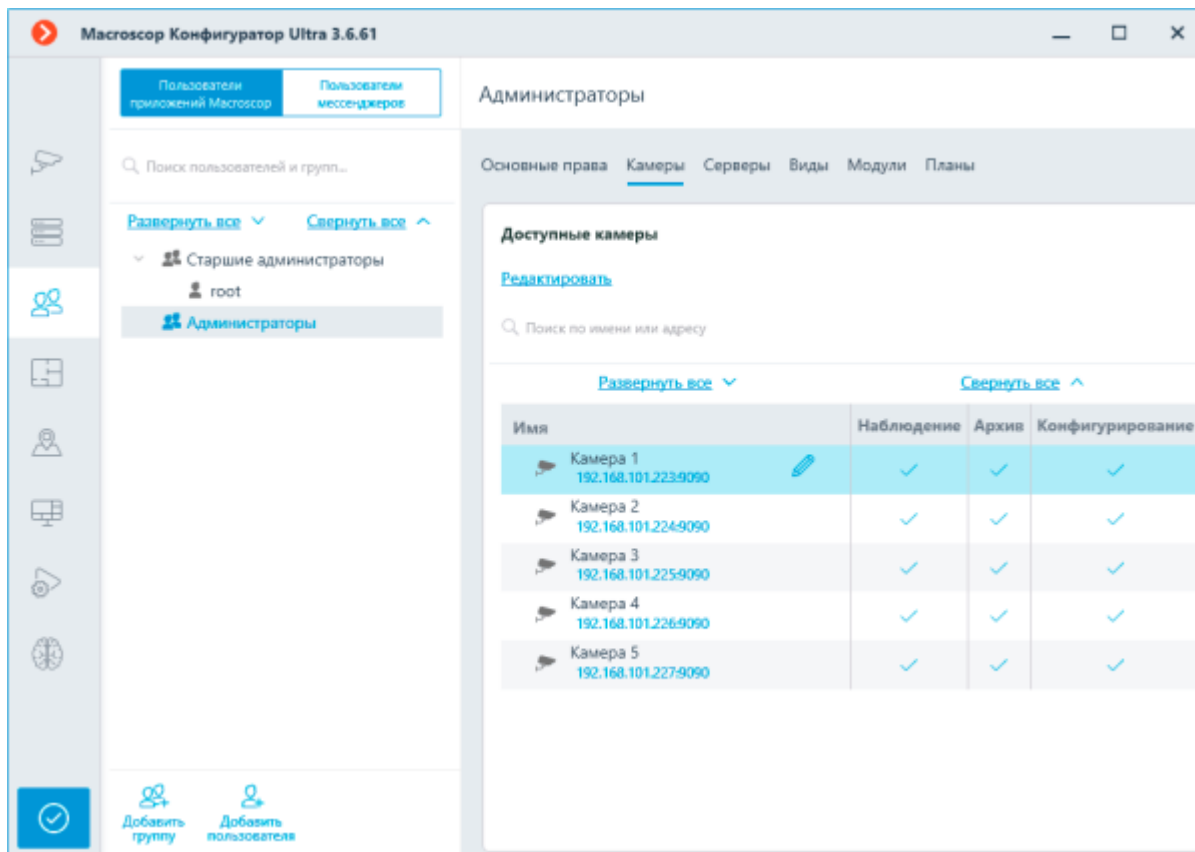 Macroscop Конфигуратор Ultra 3.6.61
Пользователи приложений Macroscop
Пользователи мессенджеров
Администраторы
Поиск пользователей и групп...
Основные права Камеры Серверы Виды Модули Планы
Развернуть все
Свернуть все
Старшие администраторы
root
Администраторы
Доступные камеры
Редактировать
Поиск по имени или адресу
Развернуть все
Свернуть все
Имя Наблюдение Архив Конфигурирование
Камера 1
192.168.101.223:9090
Камера 2
192.168.101.224:9090
Камера 3
192.168.101.225:9090
Камера 4
192.168.101.226:9090
Камера 5
192.168.101.227:9090
Добавить группу
Добавить пользователя